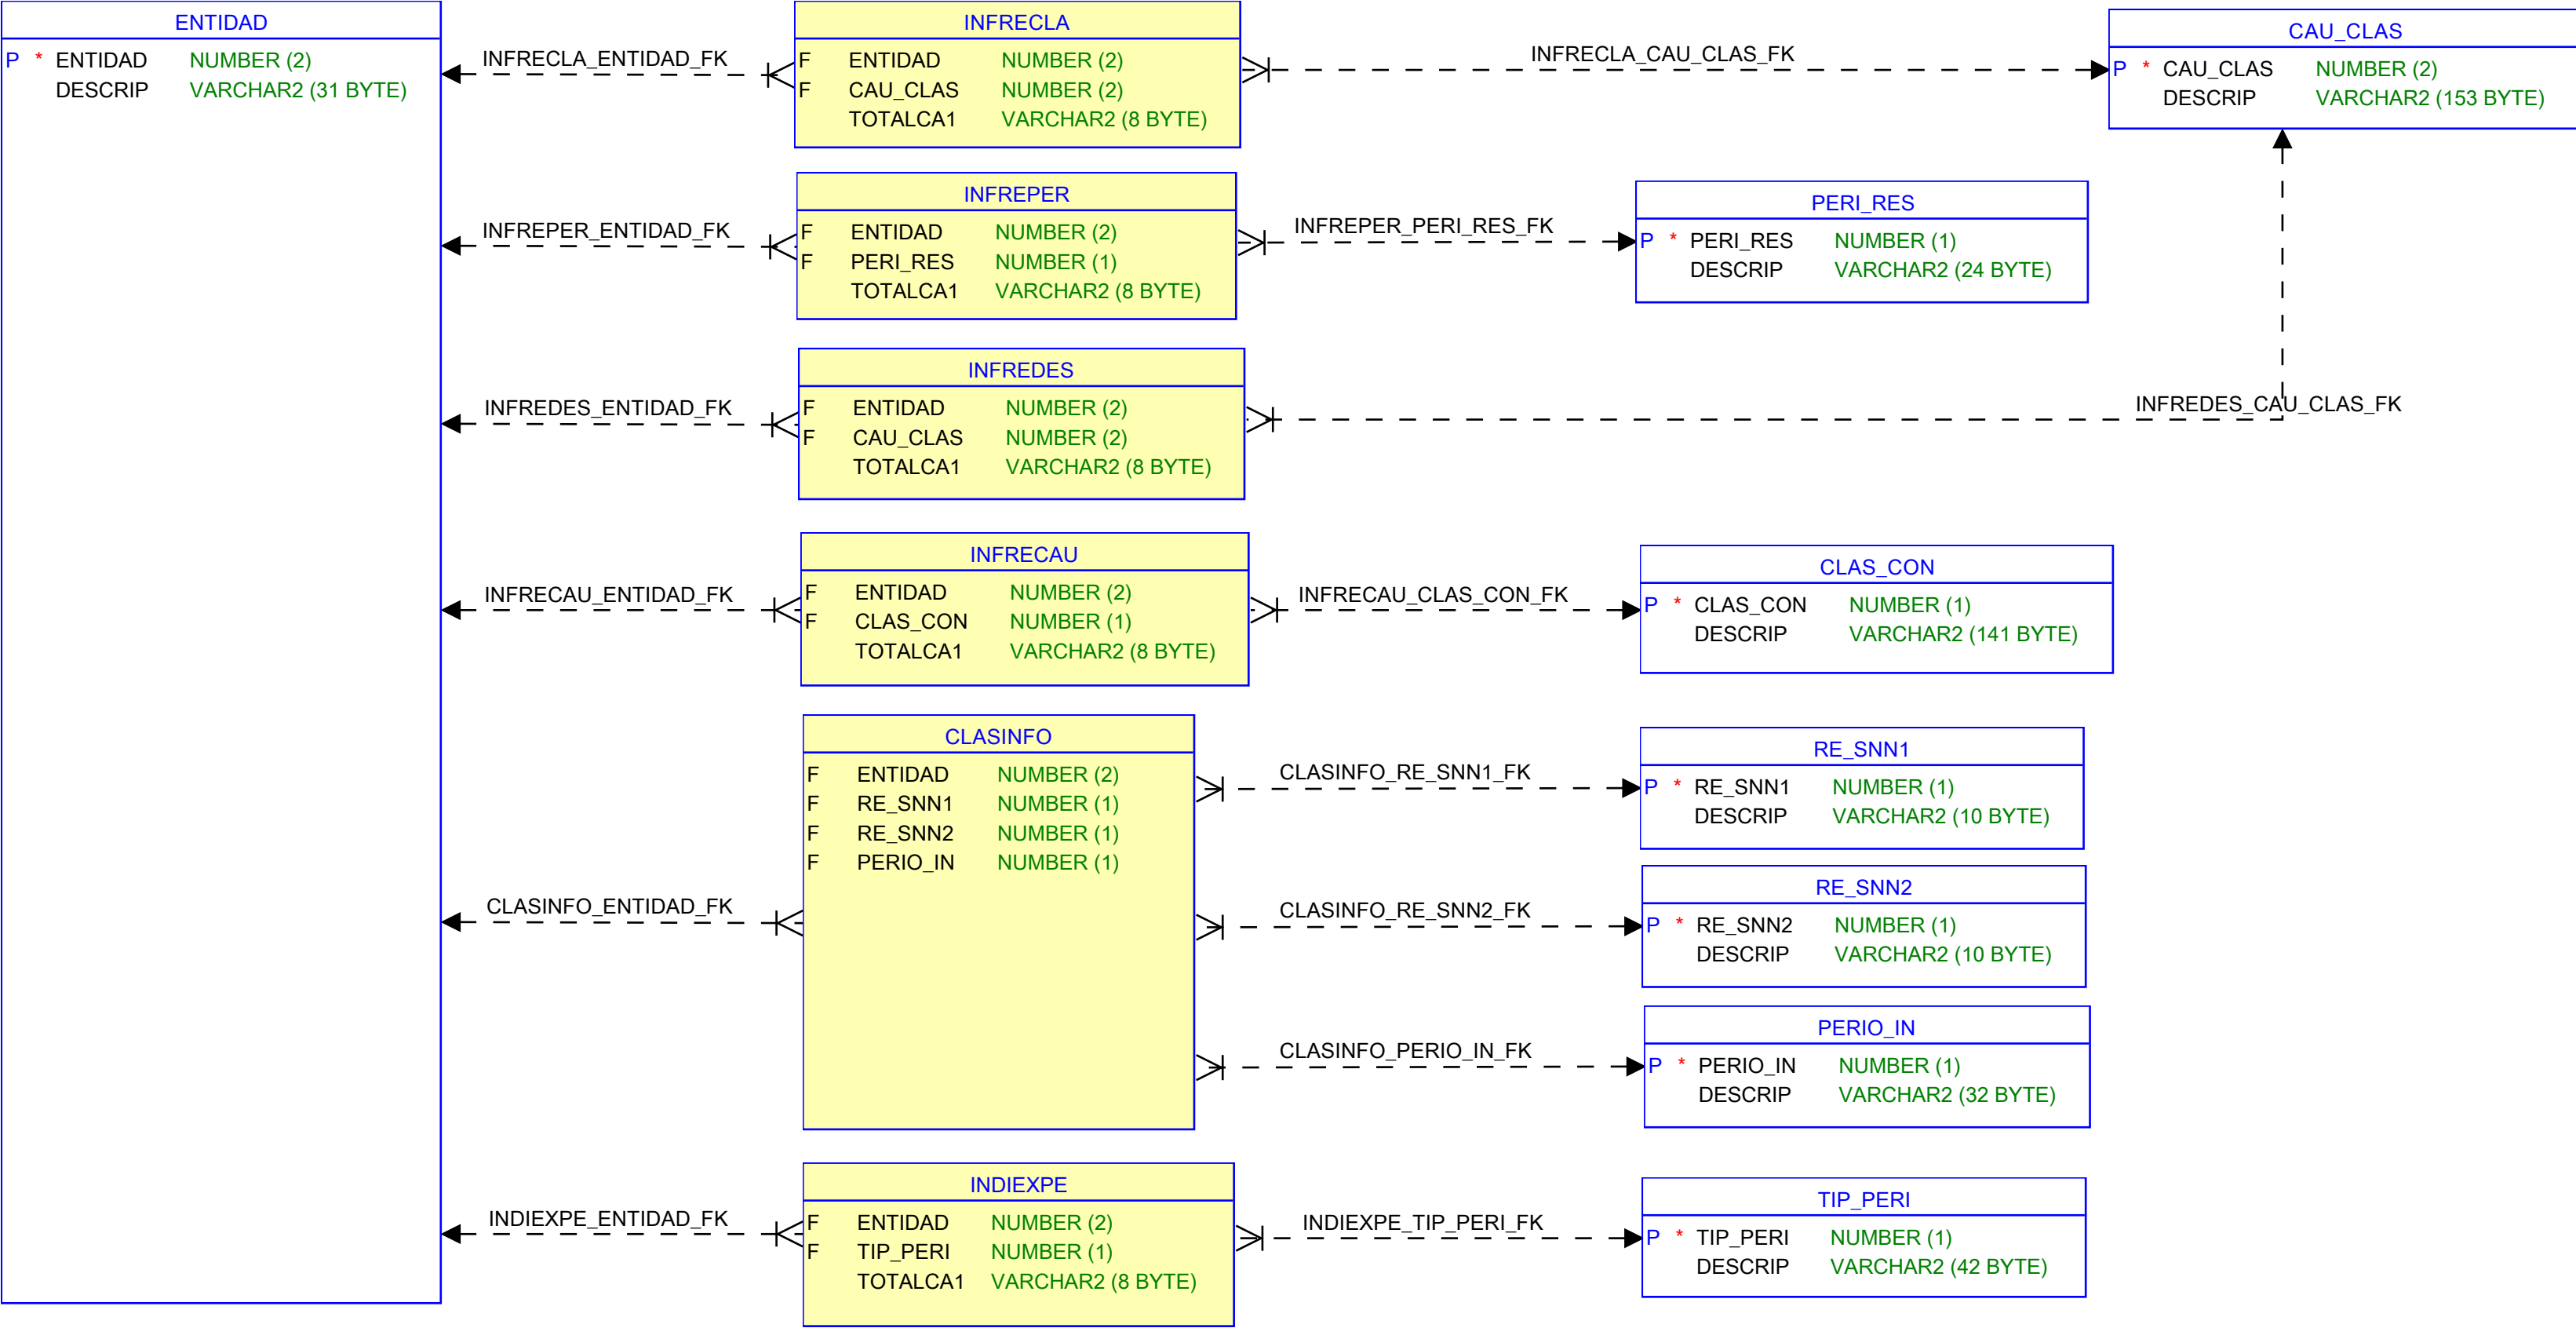 ENTIDAD
P * ENTIDAD NUMBER (2)
DESCRIP VARCHAR2 (31 BYTE)
INFRECLA_ENTIDAD_FK
INFRECLA
F ENTIDAD NUMBER (2)
F CAU_CLAS NUMBER (2)
TOTALCA1 VARCHAR2 (8 BYTE)
INFRECLA_CAU_CLAS_FK
CAU_CLAS
P * CAU_CLAS NUMBER (2)
DESCRIP VARCHAR2 (153 BYTE)
INFREPER_ENTIDAD_FK
INFREPER
F ENTIDAD NUMBER (2)
F PERI_RES NUMBER (1)
TOTALCA1 VARCHAR2 (8 BYTE)
INFREPER_PERI_RES_FK
PERI_RES
P * PERI_RES NUMBER (1)
DESCRIP VARCHAR2 (24 BYTE)
INFREDES_ENTIDAD_FK
INFREDES
F ENTIDAD NUMBER (2)
F CAU_CLAS NUMBER (2)
TOTALCA1 VARCHAR2 (8 BYTE)
INFREDES_CAU_CLAS_FK
INFRECAU_ENTIDAD_FK
INFRECAU
F ENTIDAD NUMBER (2)
F CLAS_CON NUMBER (1)
TOTALCA1 VARCHAR2 (8 BYTE)
INFRECAU_CLAS_CON_FK
CLAS_CON
P * CLAS_CON NUMBER (1)
DESCRIP VARCHAR2 (141 BYTE)
CLASINFO_ENTIDAD_FK
CLASINFO
F ENTIDAD NUMBER (2)
F RE_SNN1 NUMBER (1)
F RE_SNN2 NUMBER (1)
F PERIO_IN NUMBER (1)
CLASINFO_RE_SNN1_FK
RE_SNN1
P * RE_SNN1 NUMBER (1)
DESCRIP VARCHAR2 (10 BYTE)
CLASINFO_RE_SNN2_FK
RE_SNN2
P * RE_SNN2 NUMBER (1)
DESCRIP VARCHAR2 (10 BYTE)
CLASINFO_PERIO_IN_FK
PERIO_IN
P * PERIO_IN NUMBER (1)
DESCRIP VARCHAR2 (32 BYTE)
INDIEXPE_ENTIDAD_FK
INDIEXPE
F ENTIDAD NUMBER (2)
F TIP_PERI NUMBER (1)
TOTALCA1 VARCHAR2 (8 BYTE)
INDIEXPE_TIP_PERI_FK
TIP_PERI
P * TIP_PERI NUMBER (1)
DESCRIP VARCHAR2 (42 BYTE)